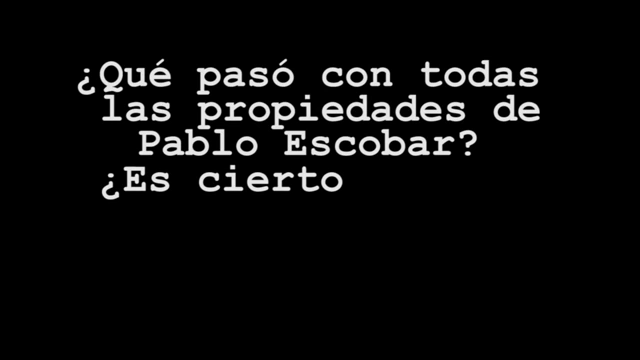 ¿Qué pasó con todas
las propiedades de
Pablo Escobar?
¿Es cierto